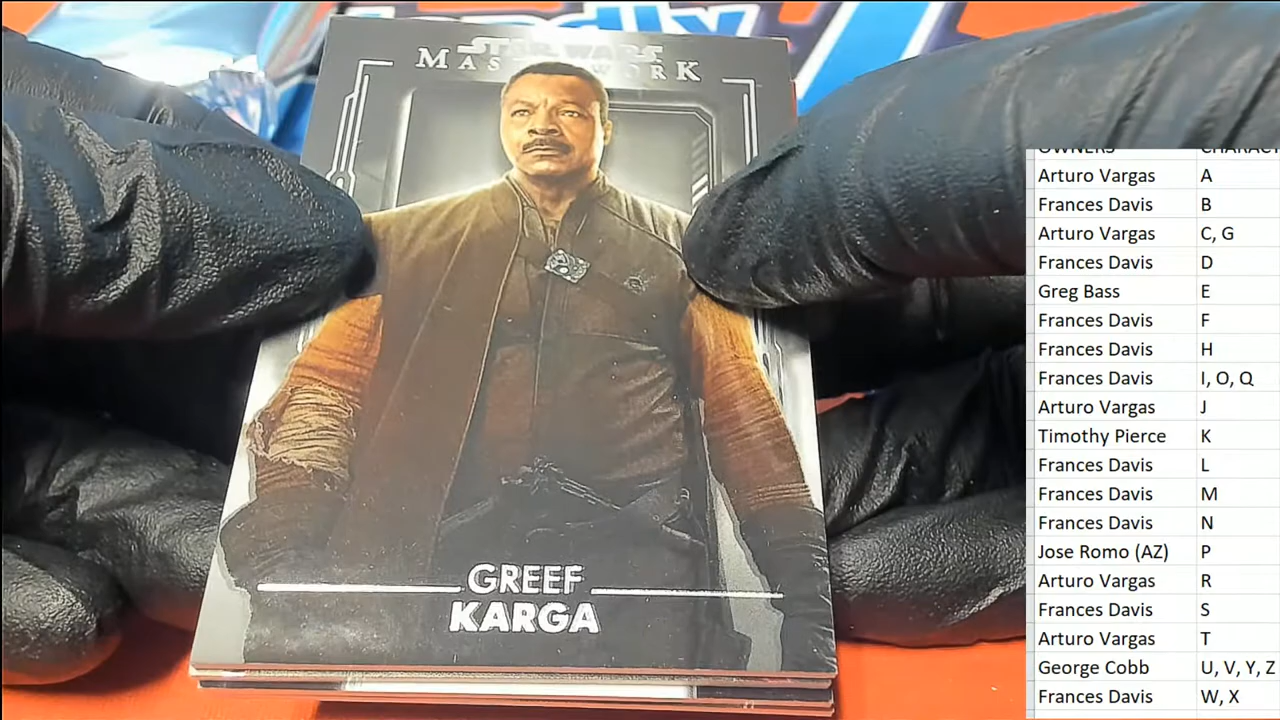 STAR WARS
GREEF
KARGA
OWNERS
Arturo Vargas A
Frances Davis B
Arturo Vargas C, G
Frances Davis D
Greg Bass E
Frances Davis F
Frances Davis H
Frances Davis I, O, Q
Arturo Vargas J
Timothy Pierce K
Frances Davis L
Frances Davis M
Frances Davis N
Jose Romo (AZ) P
Arturo Vargas R
Frances Davis S
Arturo Vargas T
George Cobb U, V, Y, Z
Frances Davis W, X